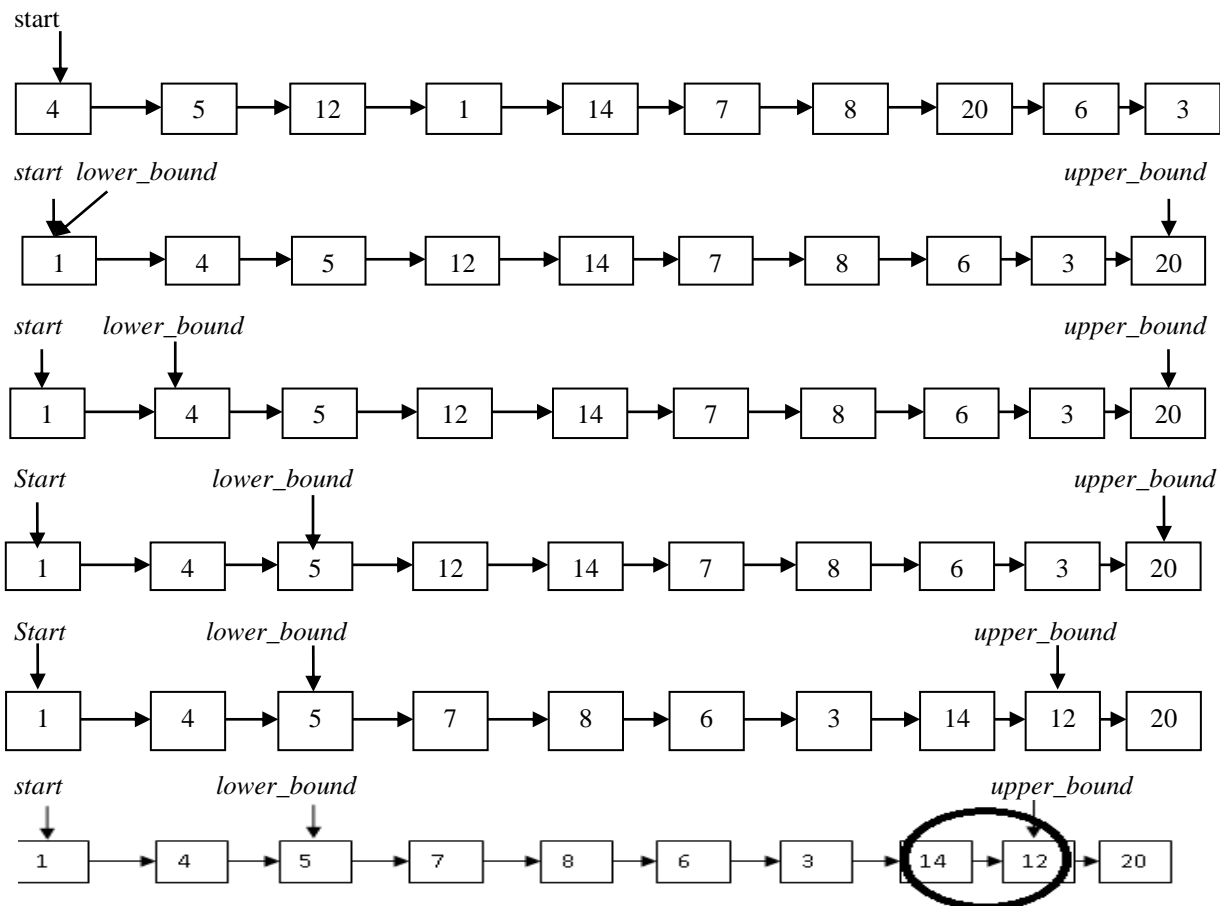 start
4 5 12 1 14 7 8 20 6 3
start lower_bound upper_bound
1 4 5 12 14 7 8 6 3 20
start lower_bound upper_bound
1 4 5 12 14 7 8 6 3 20
Start lower_bound upper_bound
1 4 5 12 14 7 8 6 3 20
Start lower_bound upper_bound
1 4 5 7 8 6 3 14 12 20
start lower_bound upper_bound
1 4 5 7 8 6 3 14 12 20